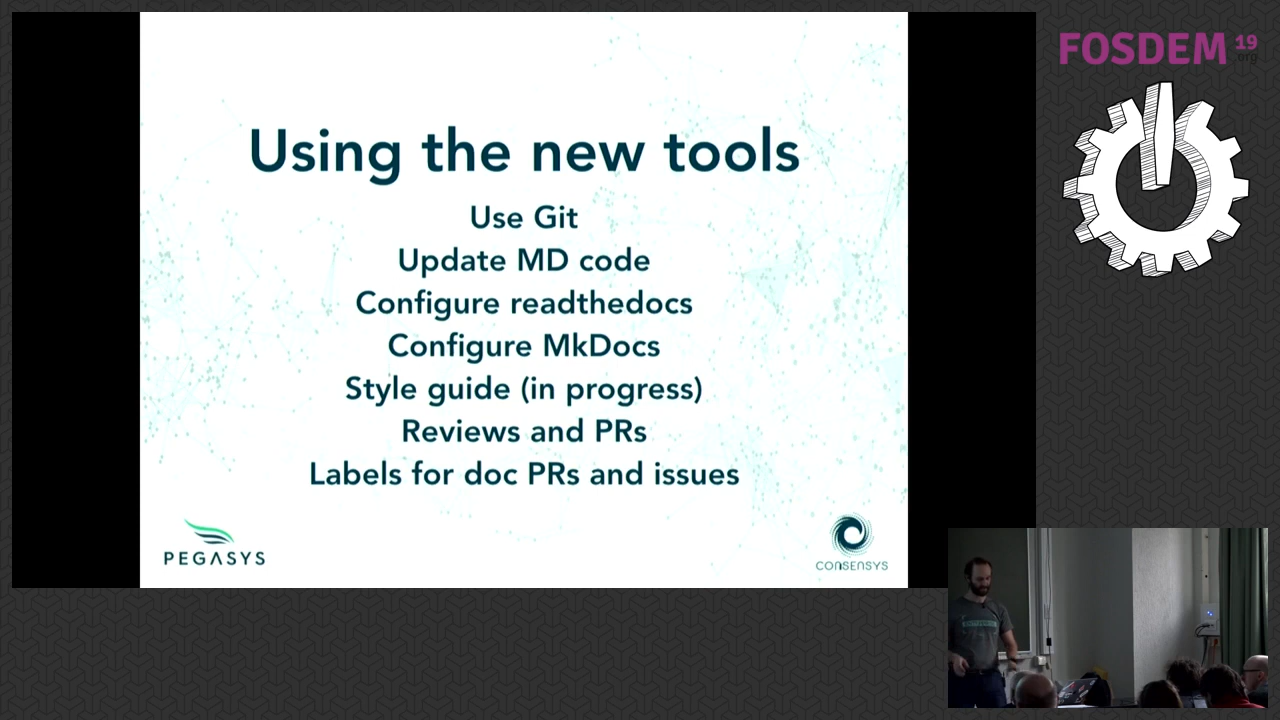 Using the new tools
Use Git
Update MD code
Configure readthedocs
Configure MkDocs
Style guide (in progress)
Reviews and PRs
Labels for doc PRs and issues
PEGASYS
CONSENSYS
FOSDEM 19
.org